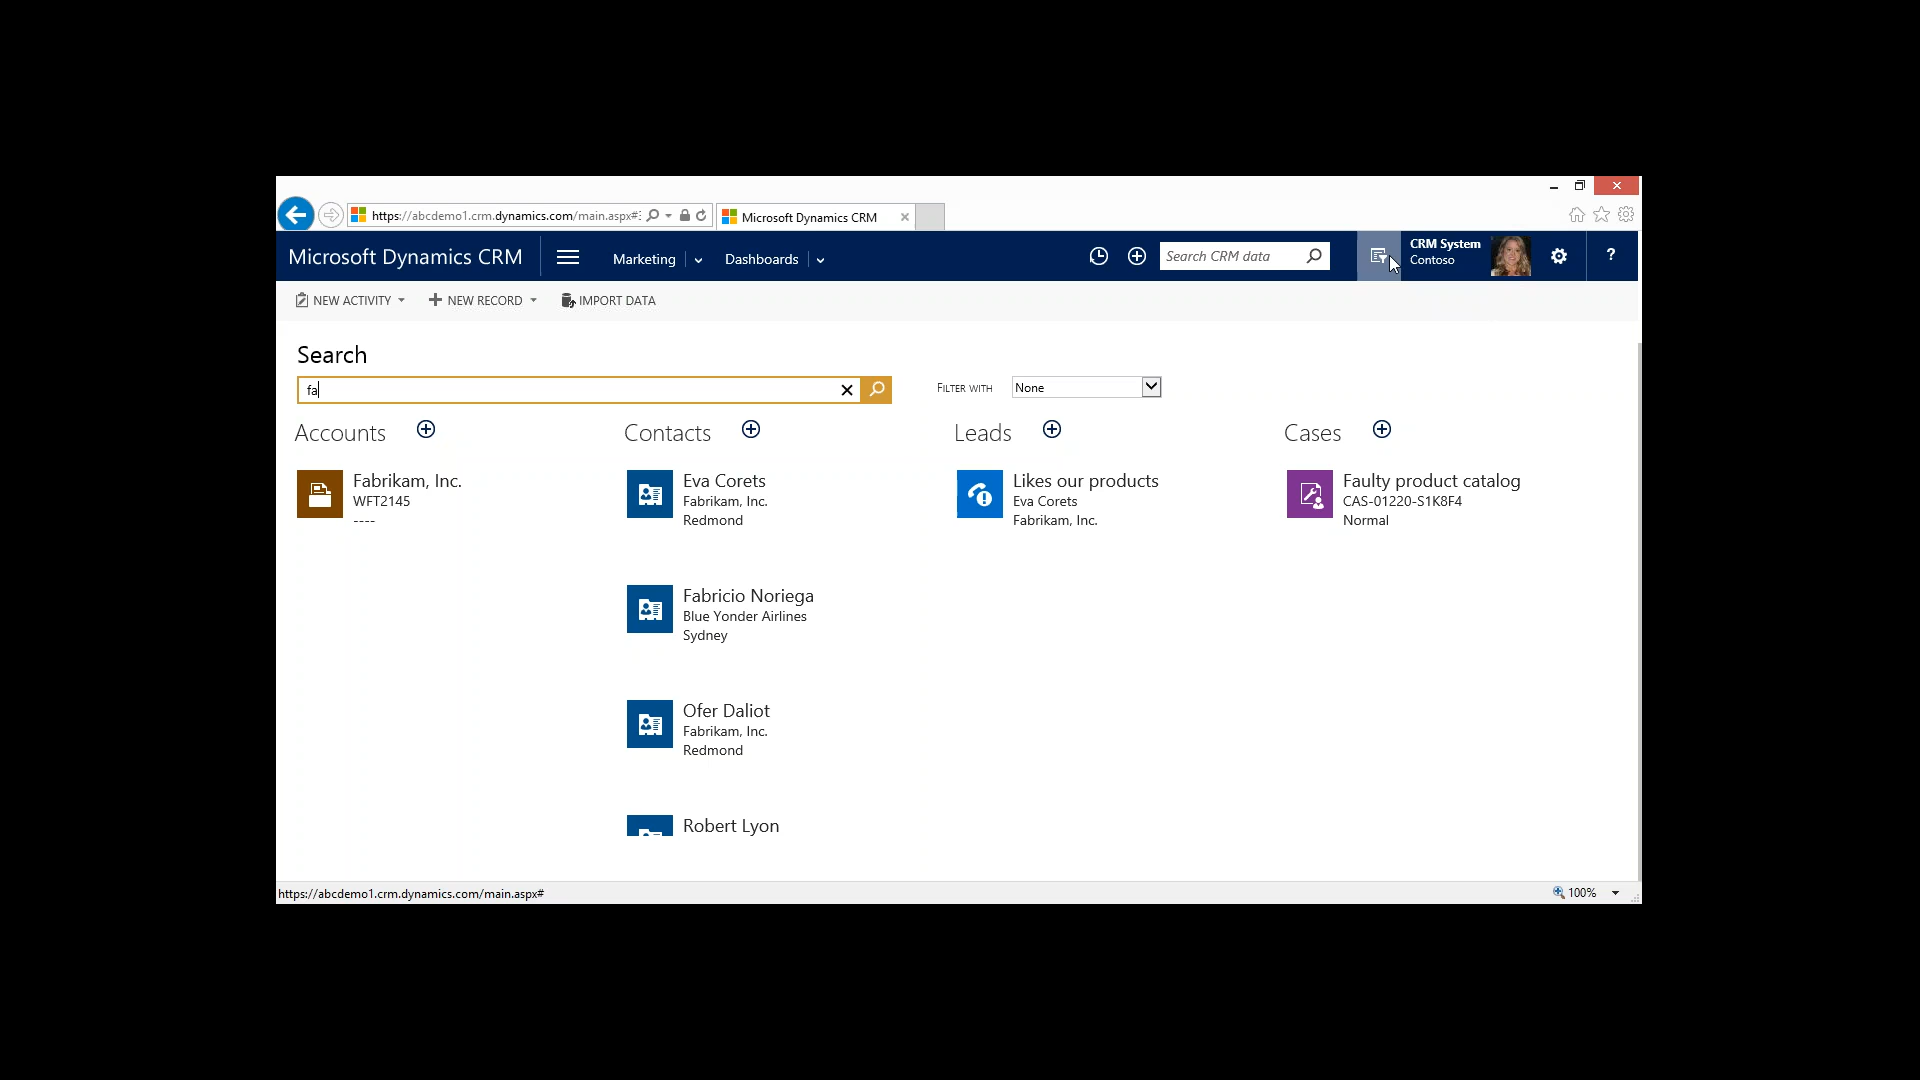 https://abcdemo1.crm.dynamics.com/main.aspx#:
Microsoft Dynamics CRM
Microsoft Dynamics CRM
Marketing
Dashboards
Search CRM data
CRM System
Contoso
?
NEW ACTIVITY
NEW RECORD
IMPORT DATA
Search
fa
FILTER WITH
None
Accounts
Contacts
Leads
Cases
Fabrikam, Inc.
WFT2145
----
Eva Corets
Fabrikam, Inc.
Redmond
Likes our products
Eva Corets
Fabrikam, Inc.
Faulty product catalog
CAS-01220-S1K8F4
Normal
Fabricio Noriega
Blue Yonder Airlines
Sydney
Ofer Daliot
Fabrikam, Inc.
Redmond
Robert Lyon
https://abcdemo1.crm.dynamics.com/main.aspx#
100%